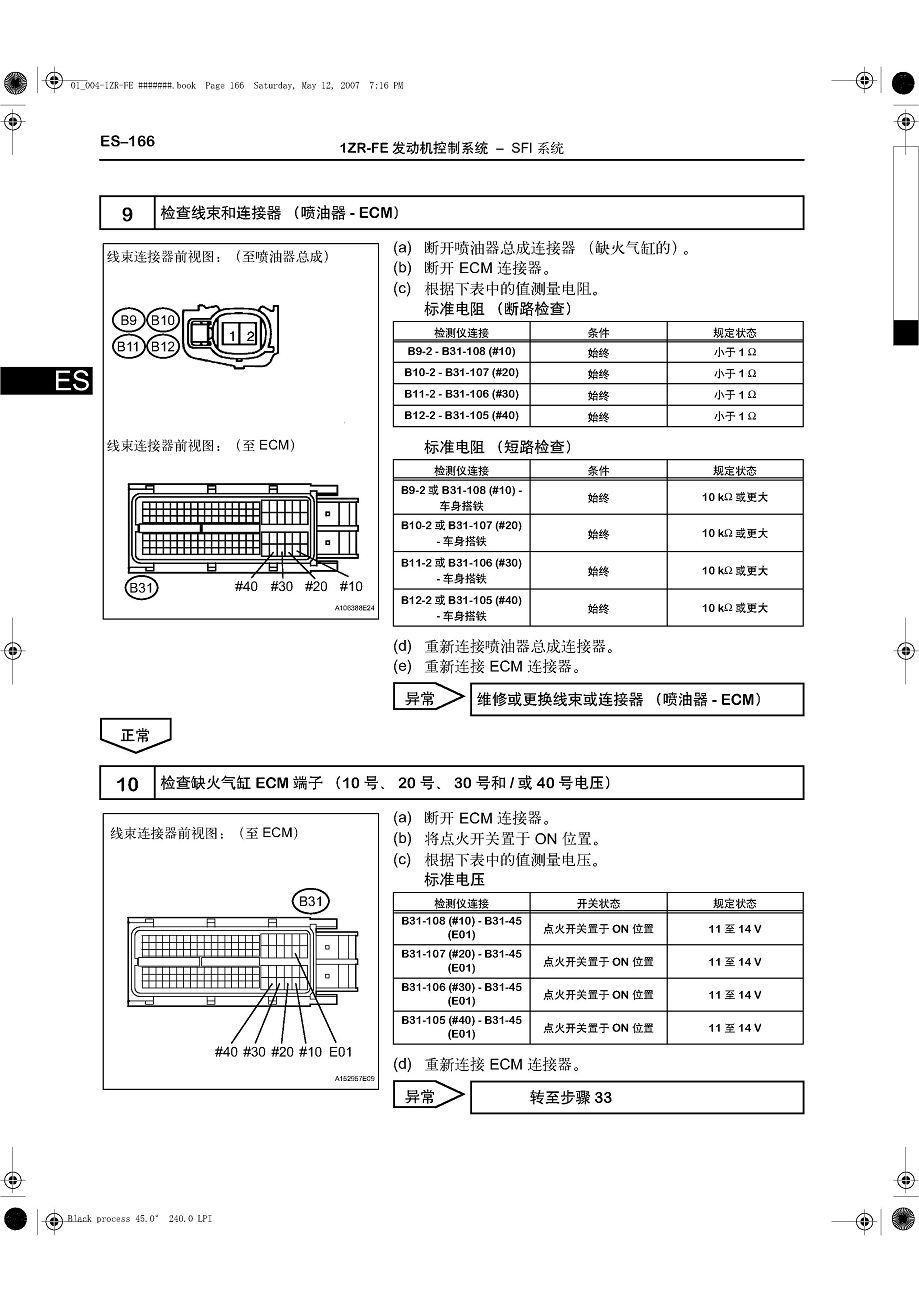 01_004-1ZR-FE #######.book Page 166 Saturday, May 12, 2007 7:16 PM
ES–166
1ZR-FE 发动机控制系统 – SFI 系统
9 检查线束和连接器 （喷油器 - ECM）
线束连接器前视图：（至喷油器总成）
B9 B10
B11 B12
1 2
线束连接器前视图：（至 ECM）
B31
#40 #30 #20 #10
A106388E24
(a) 断开喷油器总成连接器 （缺火气缸的）。
(b) 断开 ECM 连接器。
(c) 根据下表中的值测量电阻。
标准电阻 （断路检查）
检测仪连接 条件 规定状态
B9-2 - B31-108 (#10) 始终 小于 1 Ω
B10-2 - B31-107 (#20) 始终 小于 1 Ω
B11-2 - B31-106 (#30) 始终 小于 1 Ω
B12-2 - B31-105 (#40) 始终 小于 1 Ω
标准电阻 （短路检查）
检测仪连接 条件 规定状态
B9-2 或 B31-108 (#10) -
车身搭铁 始终 10 kΩ 或更大
B10-2 或 B31-107 (#20)
- 车身搭铁 始终 10 kΩ 或更大
B11-2 或 B31-106 (#30)
- 车身搭铁 始终 10 kΩ 或更大
B12-2 或 B31-105 (#40)
- 车身搭铁 始终 10 kΩ 或更大
(d) 重新连接喷油器总成连接器。
(e) 重新连接 ECM 连接器。
异常 维修或更换线束或连接器 （喷油器 - ECM）
ES
正常
10 检查缺火气缸 ECM 端子 （10 号、 20 号、 30 号和 / 或 40 号电压）
线束连接器前视图：（至 ECM）
B31
#40 #30 #20 #10 E01
A152957E09
(a) 断开 ECM 连接器。
(b) 将点火开关置于 ON 位置。
(c) 根据下表中的值测量电压。
标准电压
检测仪连接 开关状态 规定状态
B31-108 (#10) - B31-45
(E01) 点火开关置于 ON 位置 11 至 14 V
B31-107 (#20) - B31-45
(E01) 点火开关置于 ON 位置 11 至 14 V
B31-106 (#30) - B31-45
(E01) 点火开关置于 ON 位置 11 至 14 V
B31-105 (#40) - B31-45
(E01) 点火开关置于 ON 位置 11 至 14 V
(d) 重新连接 ECM 连接器。
异常 转至步骤 33
Black process 45.0° 240.0 LPI